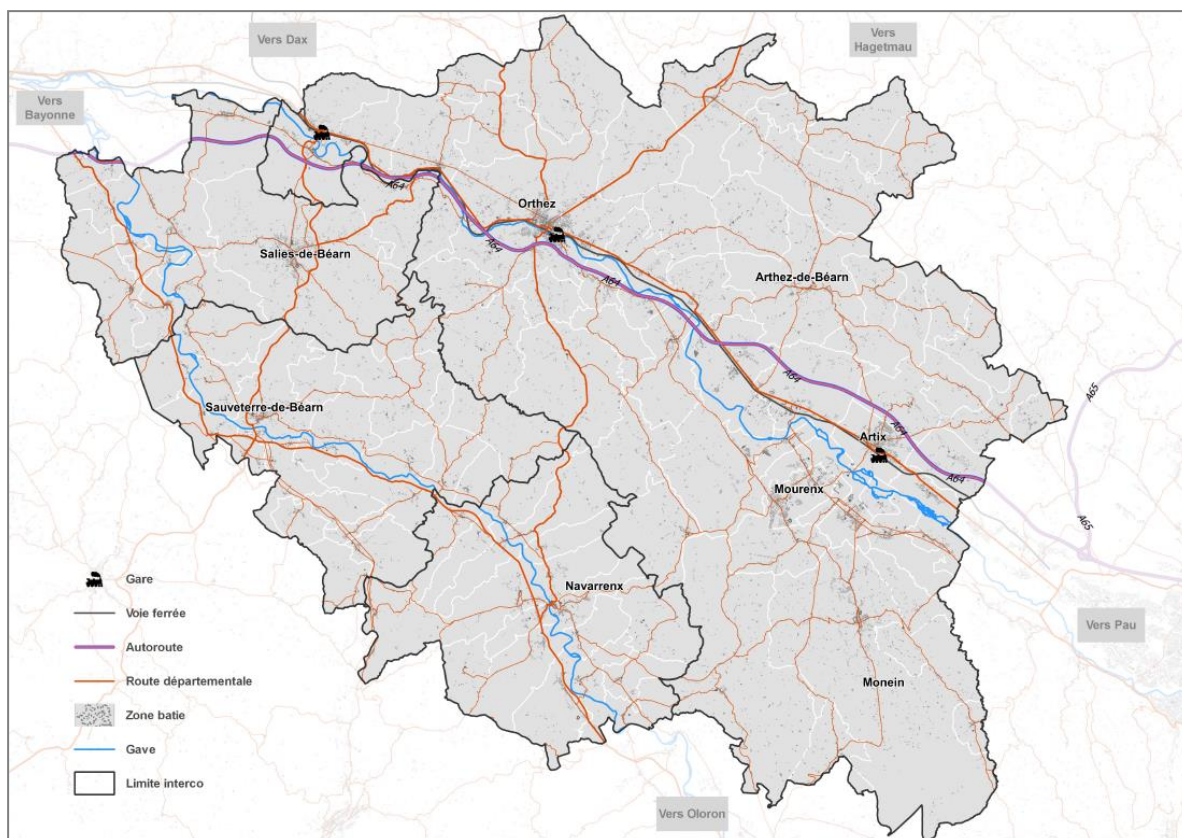 Vers Dax
Vers
Hagetmau
Vers
Bayonne
A64
Orthez
A64
Salies-de-Béarn
A64
Arthez-de-Béarn
A64
A65
Sauveterre-de-Béarn
A64
Artix
A64
Mourenx
A65
Navarrenx
Vers Pau
Monein
Vers Oloron
Gare
Voie ferrée
Autoroute
Route départementale
Zone batie
Gave
Limite interco